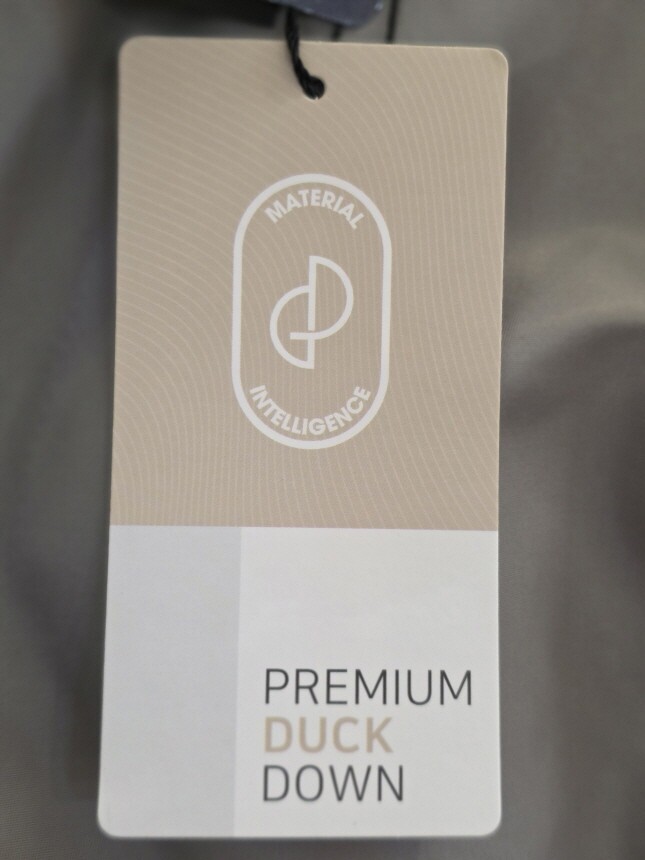 MATERIAL
INTELLIGENCE
PREMIUM
DUCK
DOWN